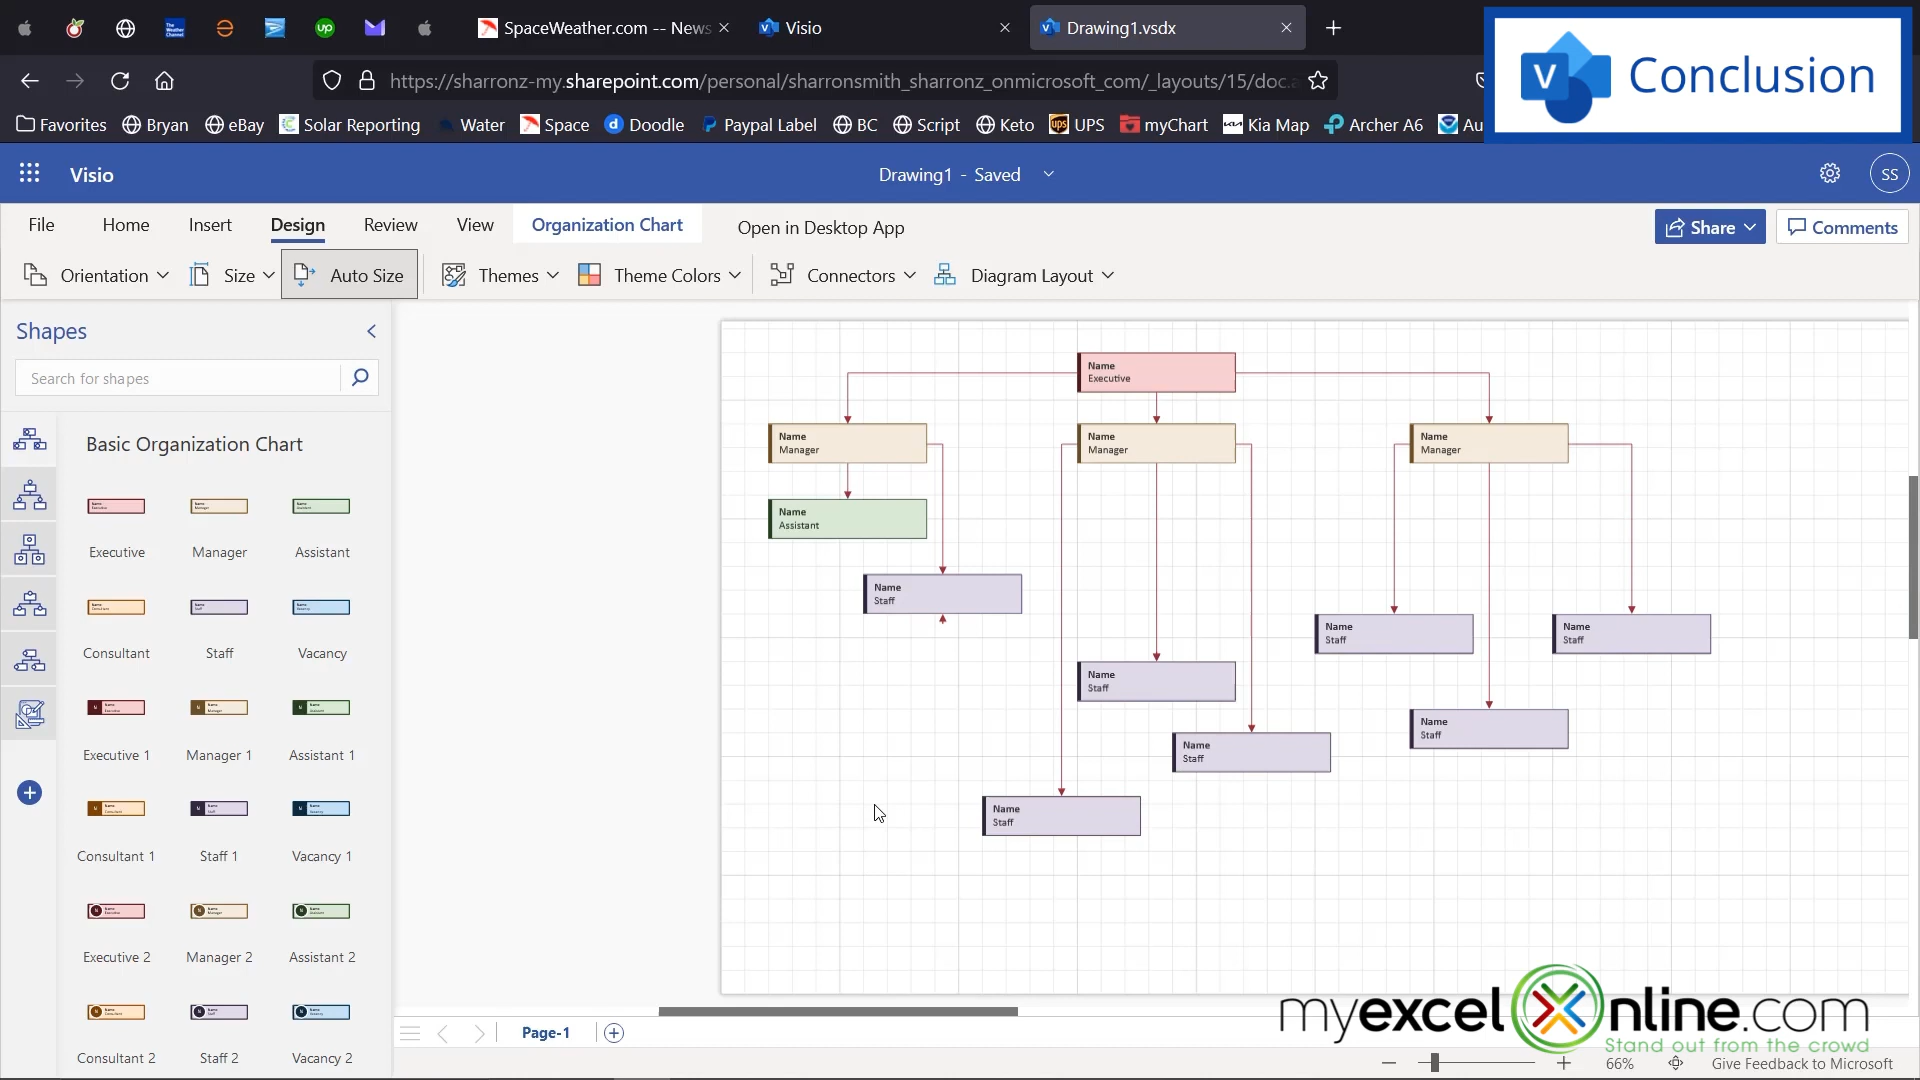 SpaceWeather.com -- News
Visio
Drawing1.vsdx
Conclusion
https://sharronz-my.sharepoint.com/personal/sharronsmith_sharronz_onmicrosoft_com/_layouts/15/doc.a
Favorites Bryan eBay Solar Reporting Water Space Doodle Paypal Label BC Script Keto UPS myChart Kia Map Archer A6 Au
Visio
Drawing1 - Saved
SS
File Home Insert Design Review View Organization Chart Open in Desktop App
Share Comments
Orientation Size Auto Size Themes Theme Colors Connectors Diagram Layout
Shapes
Search for shapes
Basic Organization Chart
Executive Manager Assistant
Consultant Staff Vacancy
Executive 1 Manager 1 Assistant 1
Consultant 1 Staff 1 Vacancy 1
Executive 2 Manager 2 Assistant 2
Consultant 2 Staff 2 Vacancy 2
Name
Executive
Name
Manager
Name
Manager
Name
Manager
Name
Assistant
Name
Staff
Name
Staff
Name
Staff
Name
Staff
Name
Staff
Name
Staff
Name
Staff
Page-1
myexcelOnline.com
Stand out from the crowd
66%
Give Feedback to Microsoft